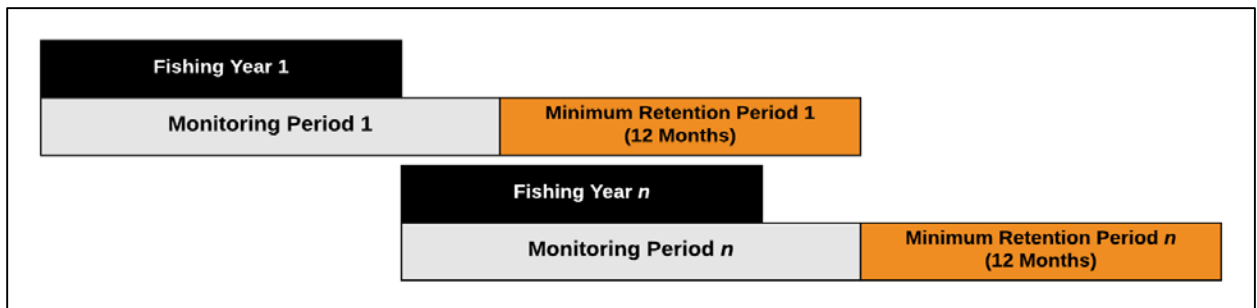 Fishing Year 1
Monitoring Period 1
Minimum Retention Period 1
(12 Months)
Fishing Year n
Monitoring Period n
Minimum Retention Period n
(12 Months)